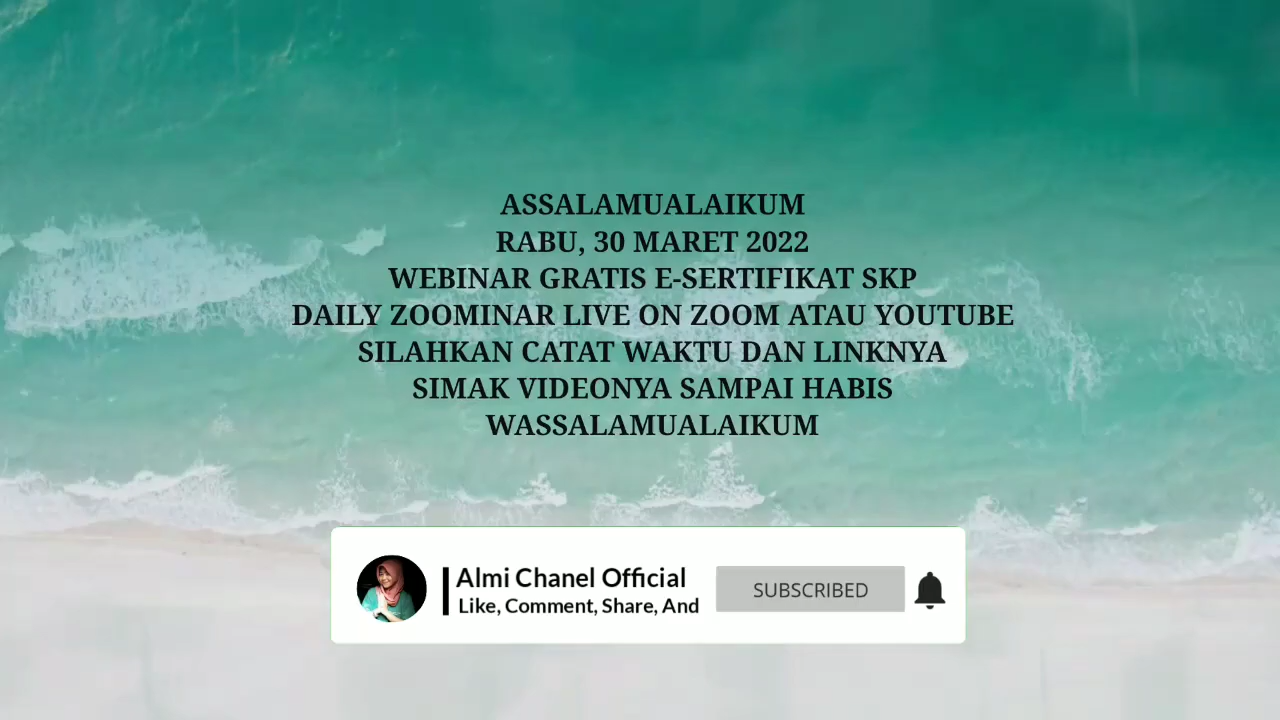 ASSALAMUALAIKUM
RABU, 30 MARET 2022
WEBINAR GRATIS E-SERTIFIKAT SKP
DAILY ZOOMINAR LIVE ON ZOOM ATAU YOUTUBE
SILAHKAN CATAT WAKTU DAN LINKNYA
SIMAK VIDEONYA SAMPAI HABIS
WASSALAMUALAIKUM
Almi Chanel Official
Like, Comment, Share, And
SUBSCRIBED